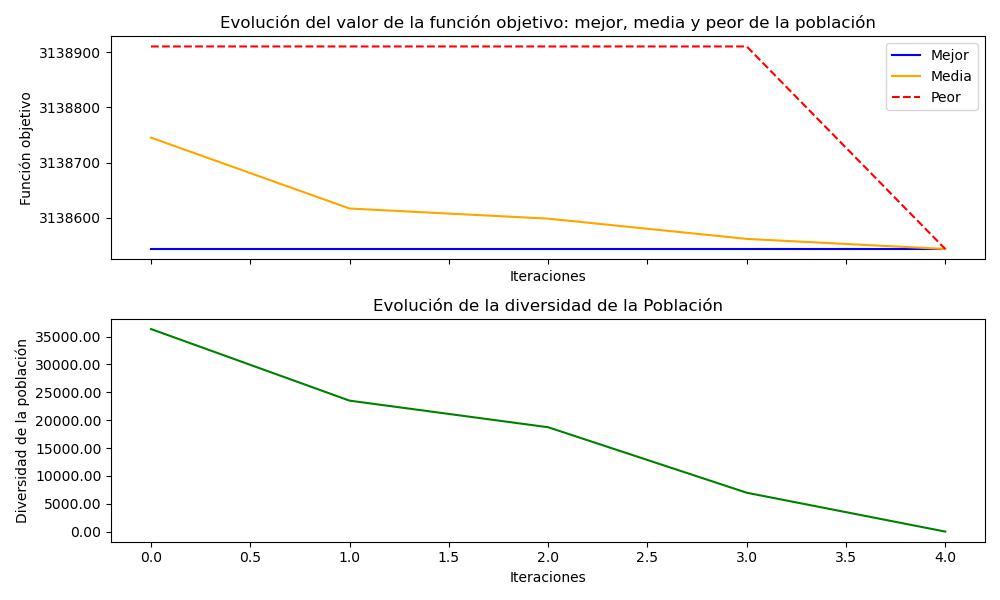 Evolución del valor de la función objetivo: mejor, media y peor de la población
3138900
3138800
3138700
3138600
Función objetivo
Mejor
Media
Peor
Iteraciones
Evolución de la diversidad de la Población
35000.00
30000.00
25000.00
20000.00
15000.00
10000.00
5000.00
0.00
Diversidad de la población
0.0 0.5 1.0 1.5 2.0 2.5 3.0 3.5 4.0
Iteraciones